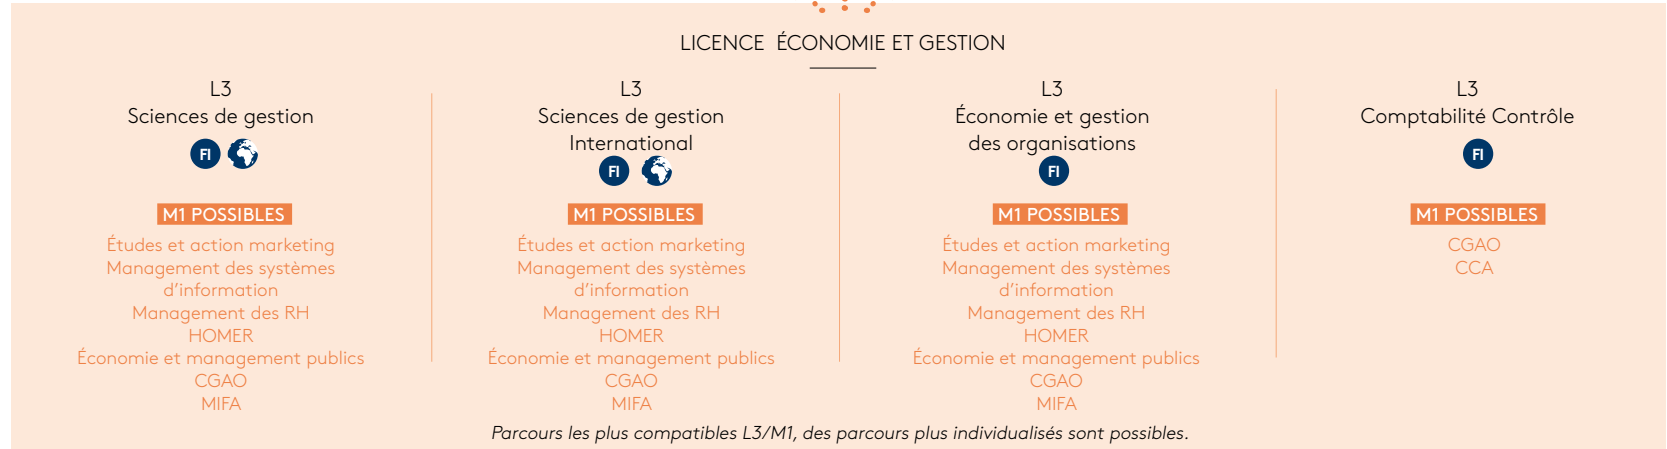 LICENCE ÉCONOMIE ET GESTION
L3
Sciences de gestion
FI
M1 POSSIBLES
Études et action marketing
Management des systèmes
d'information
Management des RH
HOMER
Économie et management publics
CGAO
MIFA
L3
Sciences de gestion
International
FI
M1 POSSIBLES
Études et action marketing
Management des systèmes
d'information
Management des RH
HOMER
Économie et management publics
CGAO
MIFA
L3
Économie et gestion
des organisations
FI
M1 POSSIBLES
Études et action marketing
Management des systèmes
d'information
Management des RH
HOMER
Économie et management publics
CGAO
MIFA
L3
Comptabilité Contrôle
FI
M1 POSSIBLES
CGAO
CCA
Parcours les plus compatibles L3/M1, des parcours plus individualisés sont possibles.